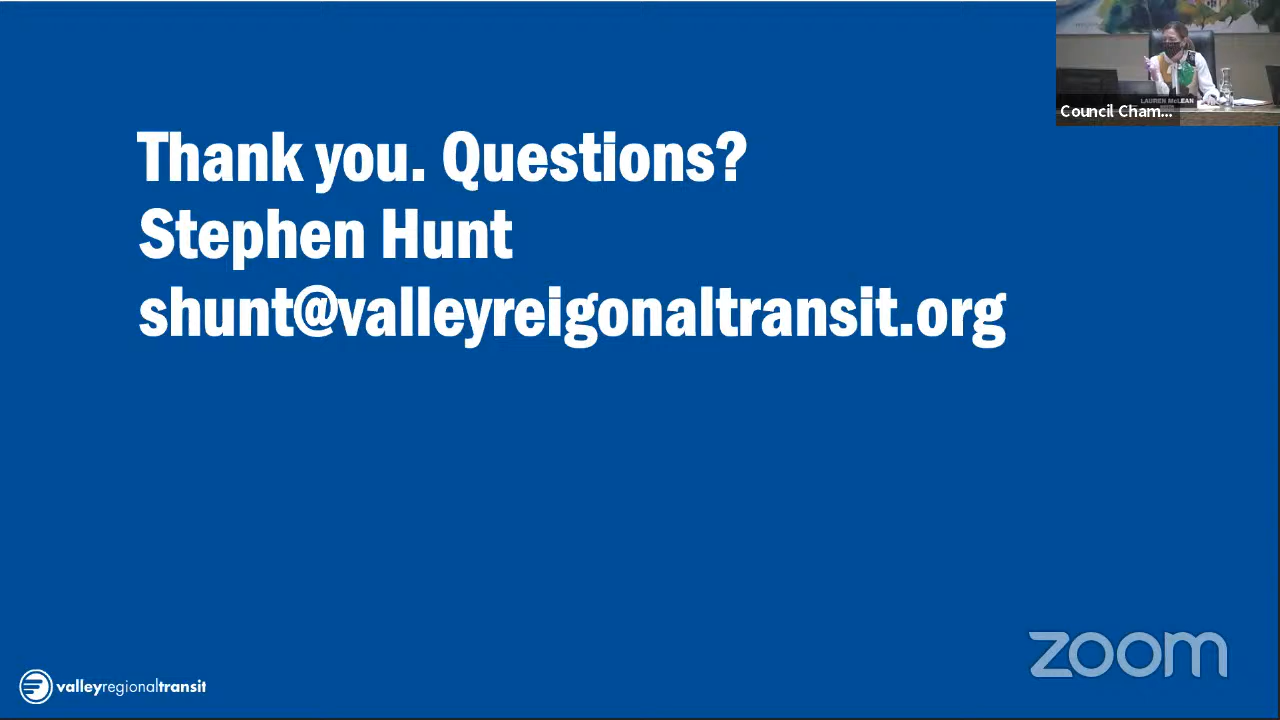 LAUREN McLEAN
Council Cham...
Thank you. Questions?
Stephen Hunt
shunt@valleyreigonaltransit.org
zoom
valleyregionaltransit